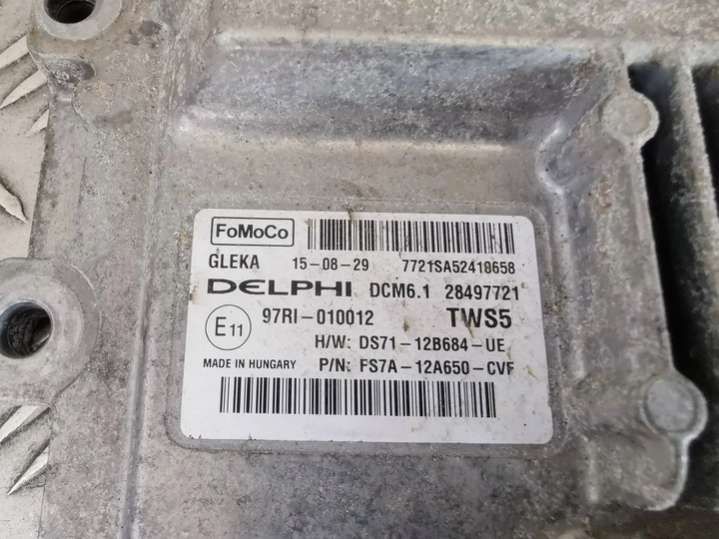 FoMoCo
GLEKA 15-08-29 7721SA52418658
DELPHI DCM6.1 28497721
E11 97RI-010012 TWS5
H/W: DS71-12B684-UE
MADE IN HUNGARY P/N: FS7A-12A650-CVF